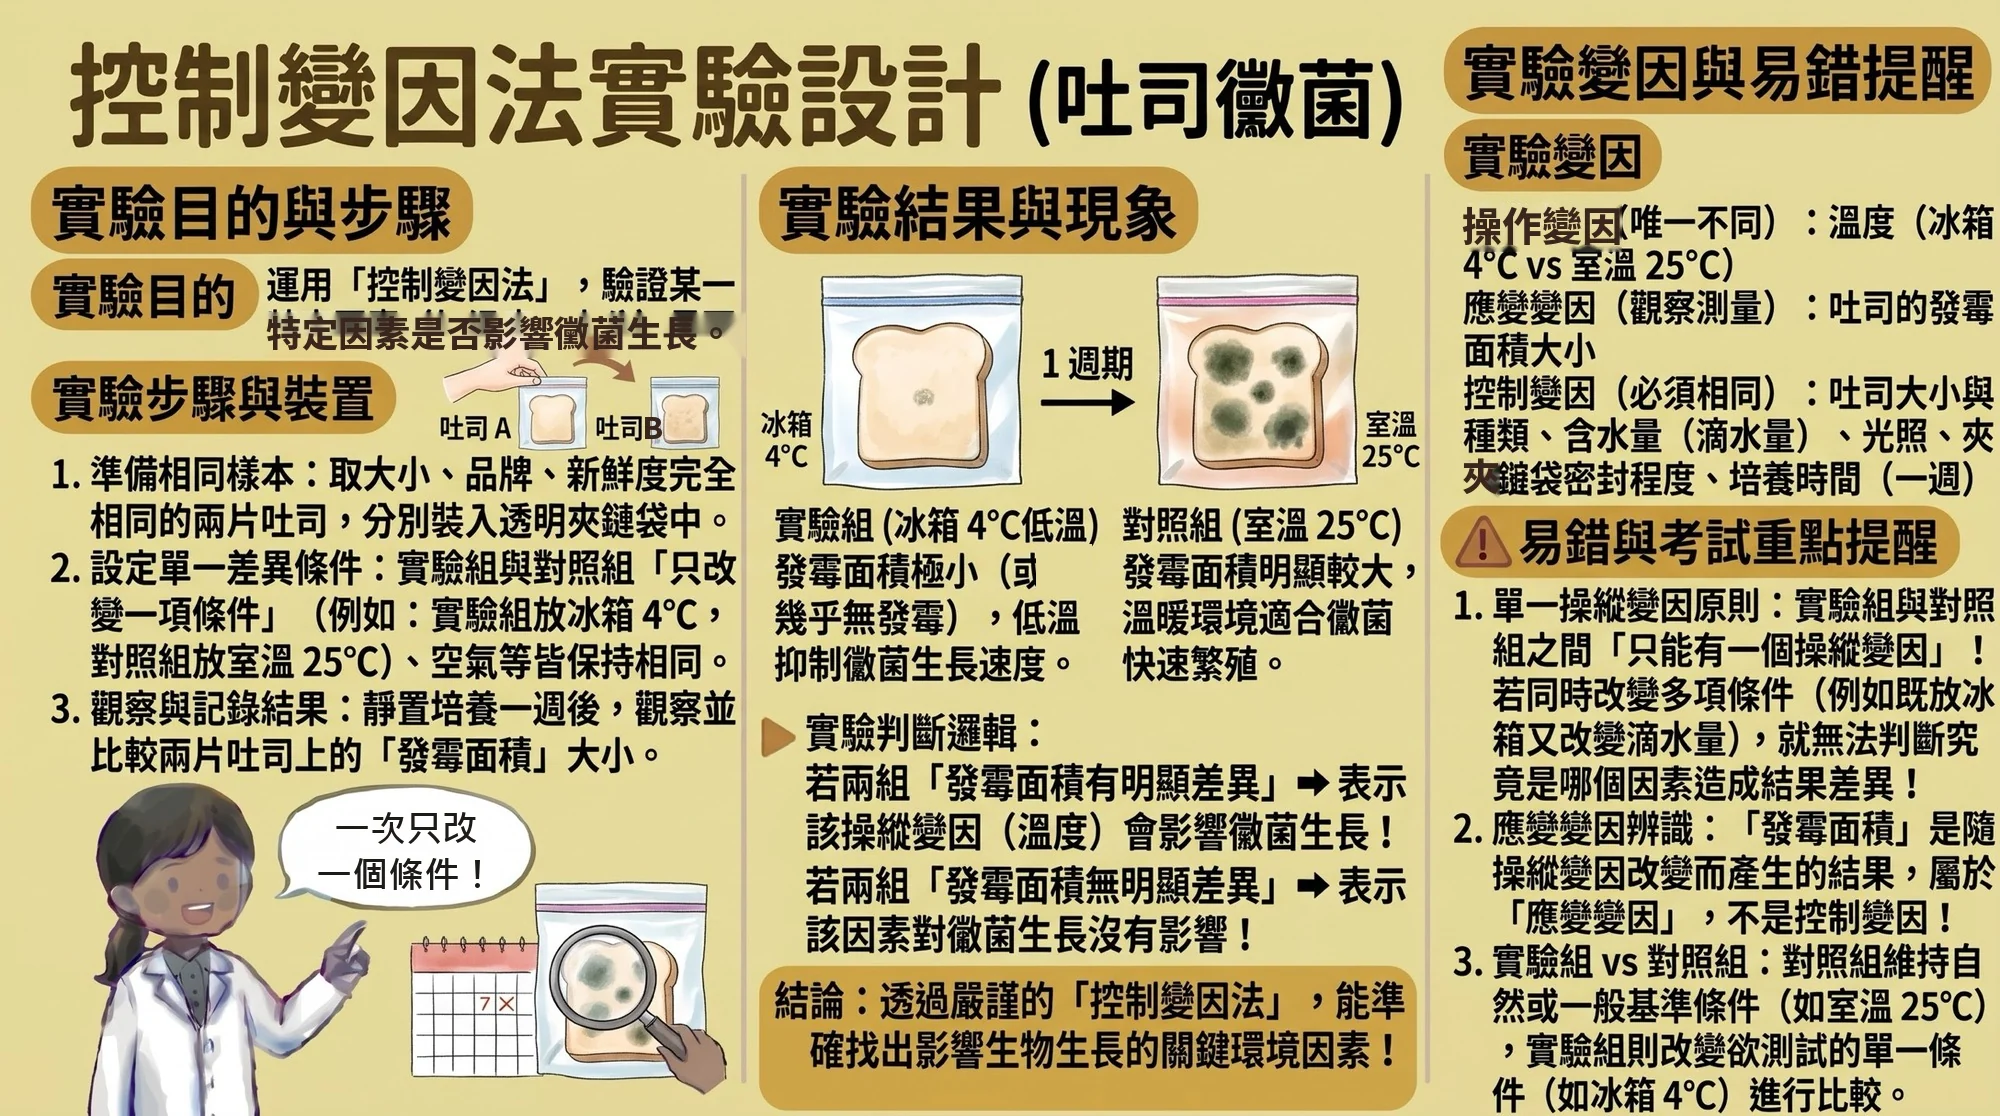 控制變因法實驗設計 (吐司黴菌)
實驗目的與步驟
實驗目的
運用「控制變因法」，驗證某一
特定因素是否影響黴菌生長。
實驗步驟與裝置
吐司 A
吐司B
1. 準備相同樣本：取大小、品牌、新鮮度完全
相同的兩片吐司，分別裝入透明夾鏈袋中。
2. 設定單一差異條件：實驗組與對照組「只改
變一項條件」（例如：實驗組放冰箱 4°C，
對照組放室溫 25°C）、空氣等皆保持相同。
3. 觀察與記錄結果：靜置培養一週後，觀察並
比較兩片吐司上的「發霉面積」大小。
一次只改
一個條件！
7 X
實驗結果與現象
冰箱
4°C
1 週期
室溫
25°C
實驗組 (冰箱 4°C低溫)
發霉面積極小（或
幾乎無發霉），低溫
抑制黴菌生長速度。
對照組 (室溫 25°C)
發霉面積明顯較大，
溫暖環境適合黴菌
快速繁殖。
實驗判斷邏輯：
若兩組「發霉面積有明顯差異」➡ 表示
該操縱變因（溫度）會影響黴菌生長！
若兩組「發霉面積無明顯差異」➡ 表示
該因素對黴菌生長沒有影響！
結論：透過嚴謹的「控制變因法」，能準
確找出影響生物生長的關鍵環境因素！
實驗變因與易錯提醒
實驗變因
操作變因（唯一不同）：溫度（冰箱
4°C vs 室溫 25°C）
應變變因（觀察測量）：吐司的發霉
面積大小
控制變因（必須相同）：吐司大小與
種類、含水量（滴水量）、光照、夾
夾鏈袋密封程度、培養時間（一週）
易錯與考試重點提醒
1. 單一操縱變因原則：實驗組與對照
組之間「只能有一個操縱變因」！
若同時改變多項條件（例如既放冰
箱又改變滴水量），就無法判斷究
竟是哪個因素造成結果差異！
2. 應變變因辨識：「發霉面積」是隨
操縱變因改變而產生的結果，屬於
「應變變因」，不是控制變因！
3. 實驗組 vs 對照組：對照組維持自
然或一般基準條件（如室溫 25°C）
，實驗組則改變欲測試的單一條
件（如冰箱 4°C）進行比較。